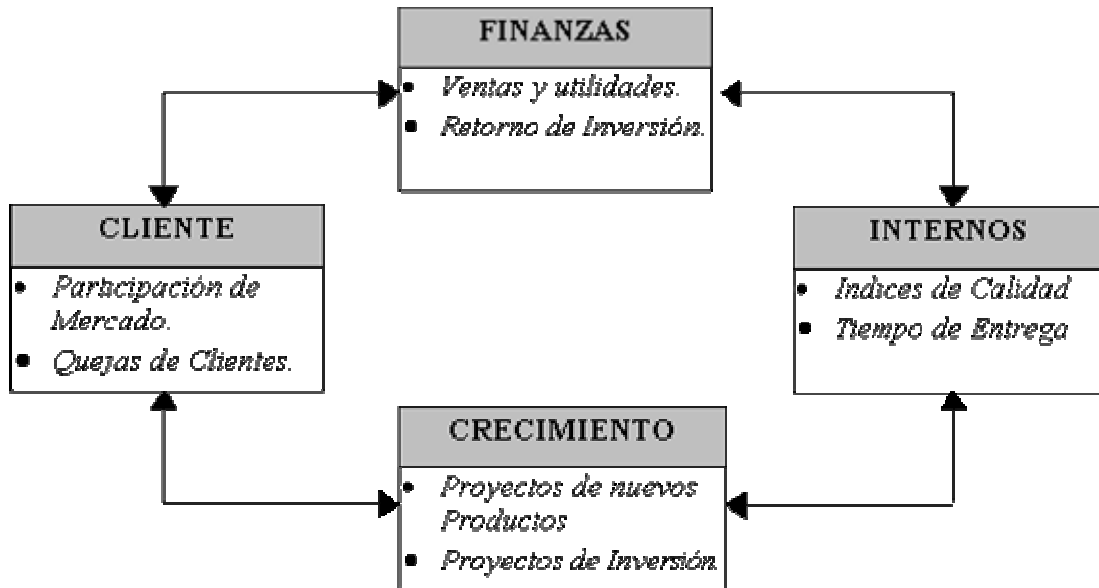 FINANZAS
• Ventas y utilidades.
• Retorno de Inversión.
CLIENTE
• Participación de
Mercado.
• Quejas de Clientes.
INTERNOS
• Indices de Calidad
• Tiempo de Entrega
CRECIMIENTO
• Proyectos de nuevos
Productos
• Proyectos de Inversión